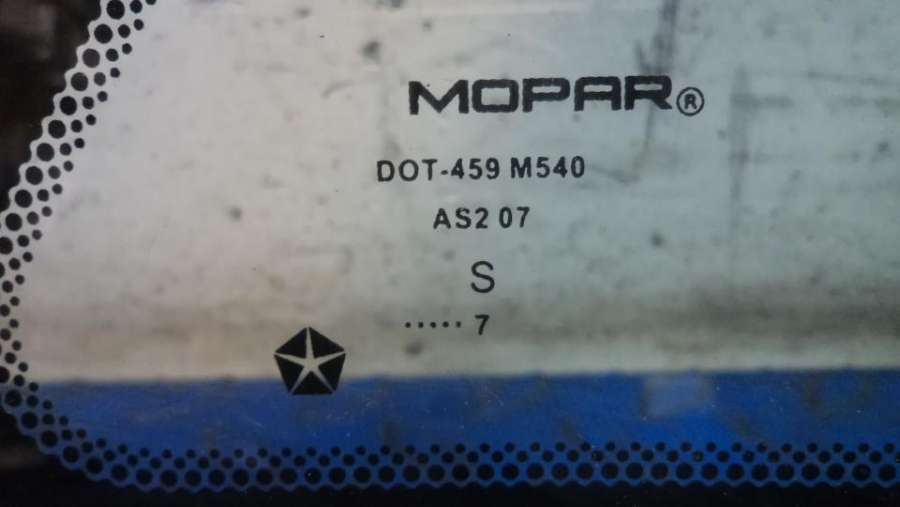 MOPAR®
DOT-459 M540
AS2 07
S
·····7